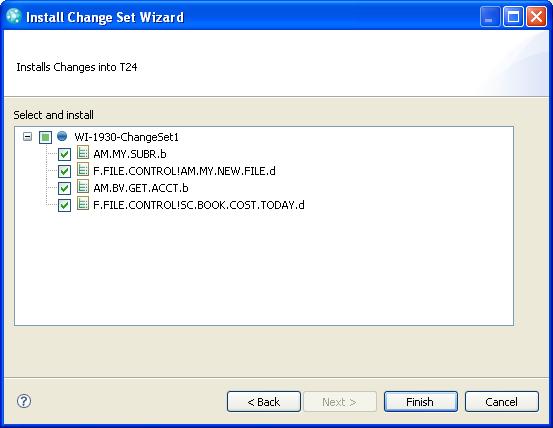 Install Change Set Wizard
Installs Changes into T24
Select and install
WI-1930-ChangeSet1
AM.MY.SUBR.b
F.FILE.CONTROL!AM.MY.NEW.FILE.d
AM.BV.GET.ACCT.b
F.FILE.CONTROL!SC.BOOK.COST.TODAY.d
? < Back Next > Finish Cancel